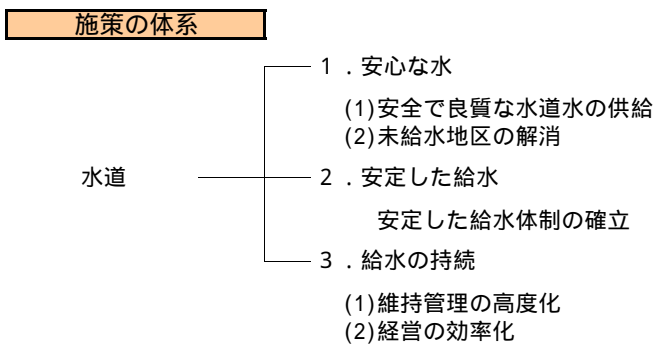 施策の体系
1．安心な水
(1)安全で良質な水道水の供給
(2)未給水地区の解消
水道
2．安定した給水
安定した給水体制の確立
3．給水の持続
(1)維持管理の高度化
(2)経営の効率化